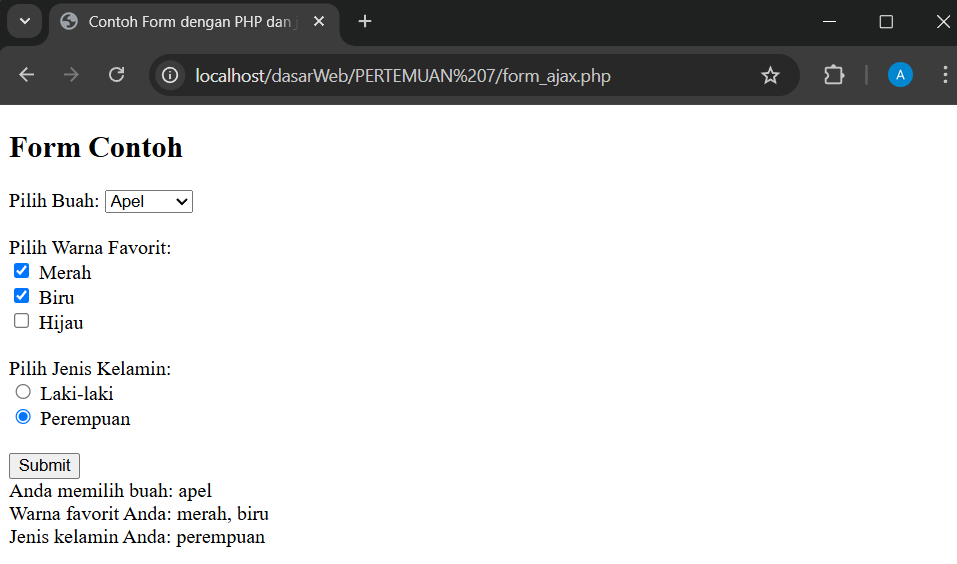 Contoh Form dengan PHP dan j
localhost/dasarWeb/PERTEMUAN%207/form_ajax.php
A
Form Contoh
Pilih Buah: Apel
Pilih Warna Favorit:
Merah
Biru
Hijau
Pilih Jenis Kelamin:
Laki-laki
Perempuan
Submit
Anda memilih buah: apel
Warna favorit Anda: merah, biru
Jenis kelamin Anda: perempuan